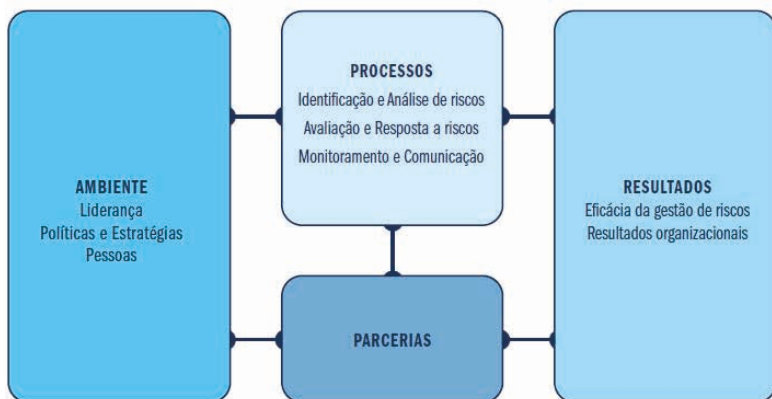 AMBIENTE
Liderança
Políticas e Estratégias
Pessoas
PROCESSOS
Identificação e Análise de riscos
Avaliação e Resposta a riscos
Monitoramento e Comunicação
PARCERIAS
RESULTADOS
Eficácia da gestão de riscos
Resultados organizacionais